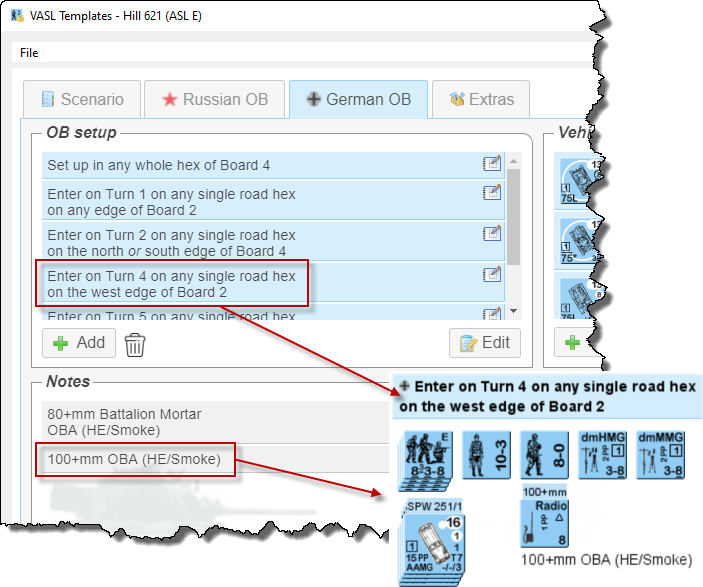 VASL Templates - Hill 621 (ASL E)
File
Scenario
Russian OB
German OB
Extras
OB setup
Set up in any whole hex of Board 4
Enter on Turn 1 on any single road hex
on any edge of Board 2
Enter on Turn 2 on any single road hex
on the north or south edge of Board 4
Enter on Turn 4 on any single road hex
on the west edge of Board 2
Enter on Turn 5 on any single road hex
Add
Edit
Vehi
1
75L
1
75*
75L
Notes
80+mm Battalion Mortar
OBA (HE/Smoke)
100+mm OBA (HE/Smoke)
Enter on Turn 4 on any single road hex
on the west edge of Board 2
E
8-3-8
10-3
8-0
dmHMG
2PP 1
3-8
dmMMG
2PP 1
3-8
SPW 251/1
16
1
1
15 PP T7
AAMG -/-/3
100+mm
Radio
1PP
8
100+mm OBA (HE/Smoke)